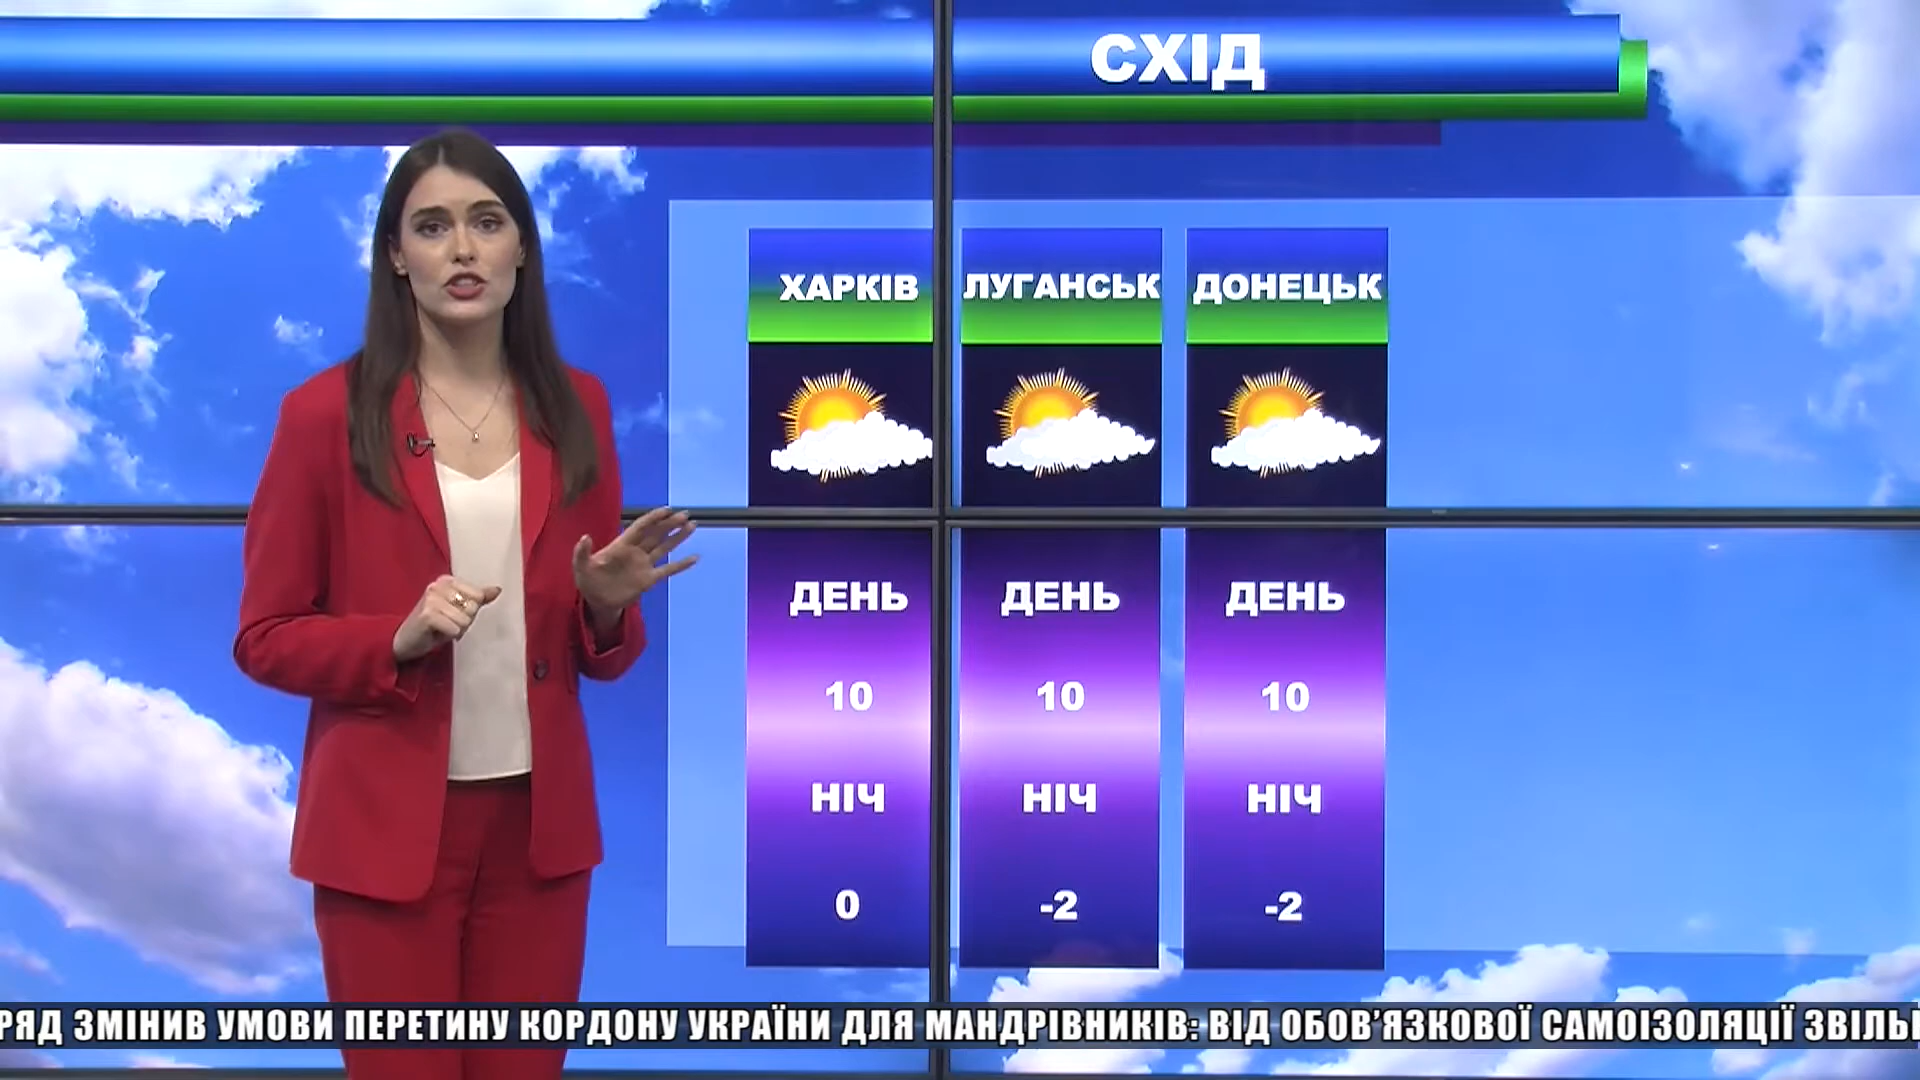 СХІД
ХАРКІВ ЛУГАНСЬК ДОНЕЦЬК
ДЕНЬ ДЕНЬ ДЕНЬ
10 10 10
НІЧ НІЧ НІЧ
0 -2 -2
ЗМІНИВ УМОВИ ПЕРЕТИНУ КОРДОНУ УКРАЇНИ ДЛЯ МАНДРІВНИКІВ: ВІД ОБОВ’ЯЗКОВОЇ САМОІЗОЛЯЦІЇ